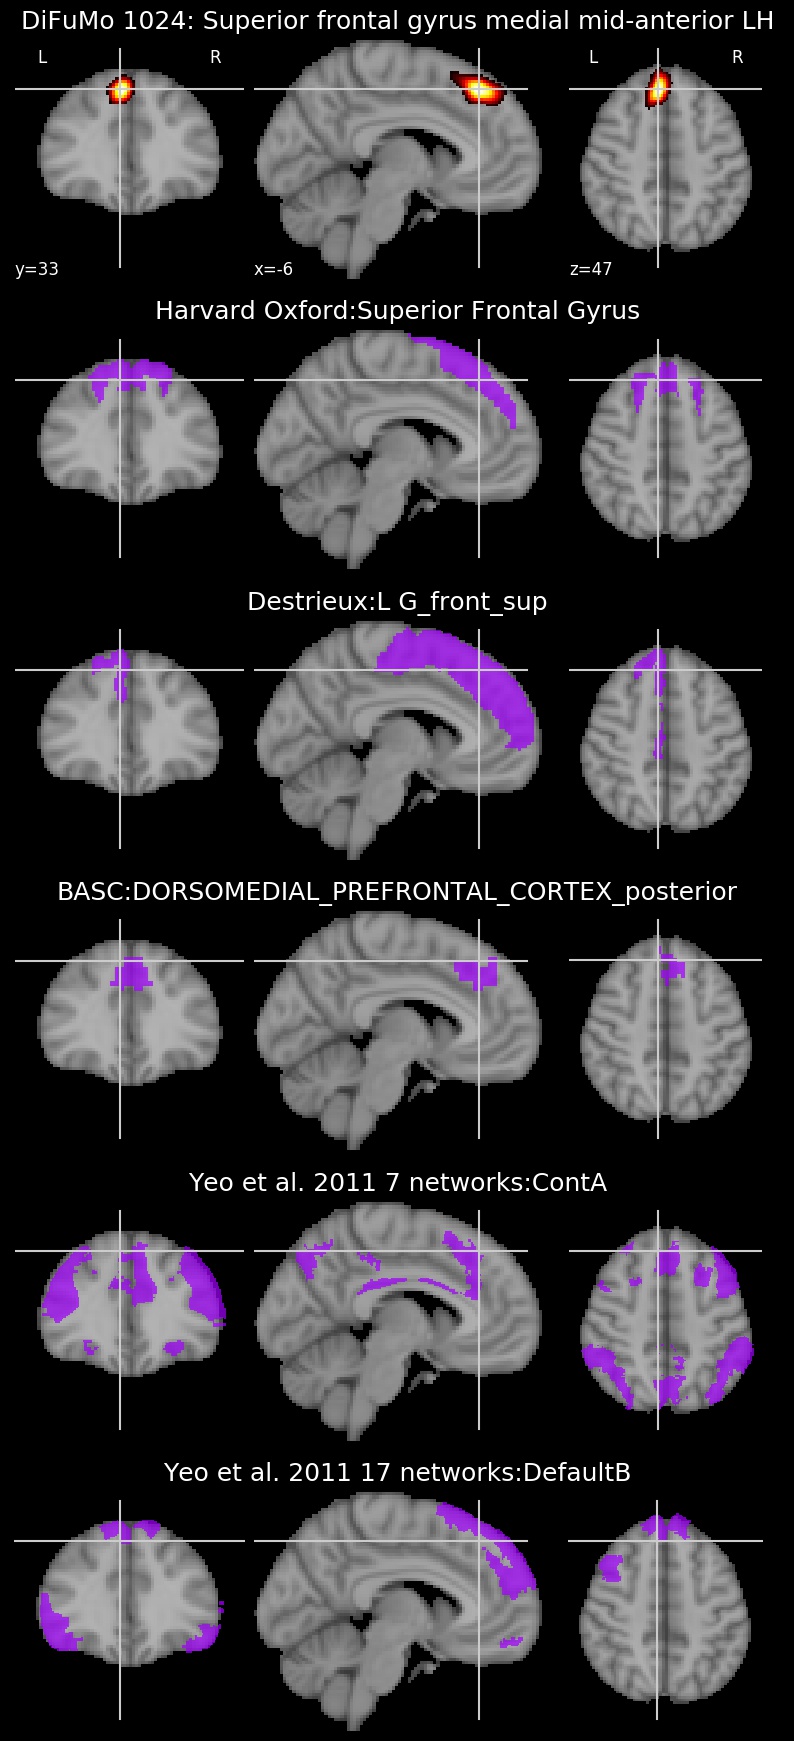 DiFuMo 1024: Superior frontal gyrus medial mid-anterior LH
L R L R
y=33 x=-6 z=47
Harvard Oxford:Superior Frontal Gyrus
Destrieux:L G_front_sup
BASC:DORSOMEDIAL_PREFRONTAL_CORTEX_posterior
Yeo et al. 2011 7 networks:ContA
Yeo et al. 2011 17 networks:DefaultB